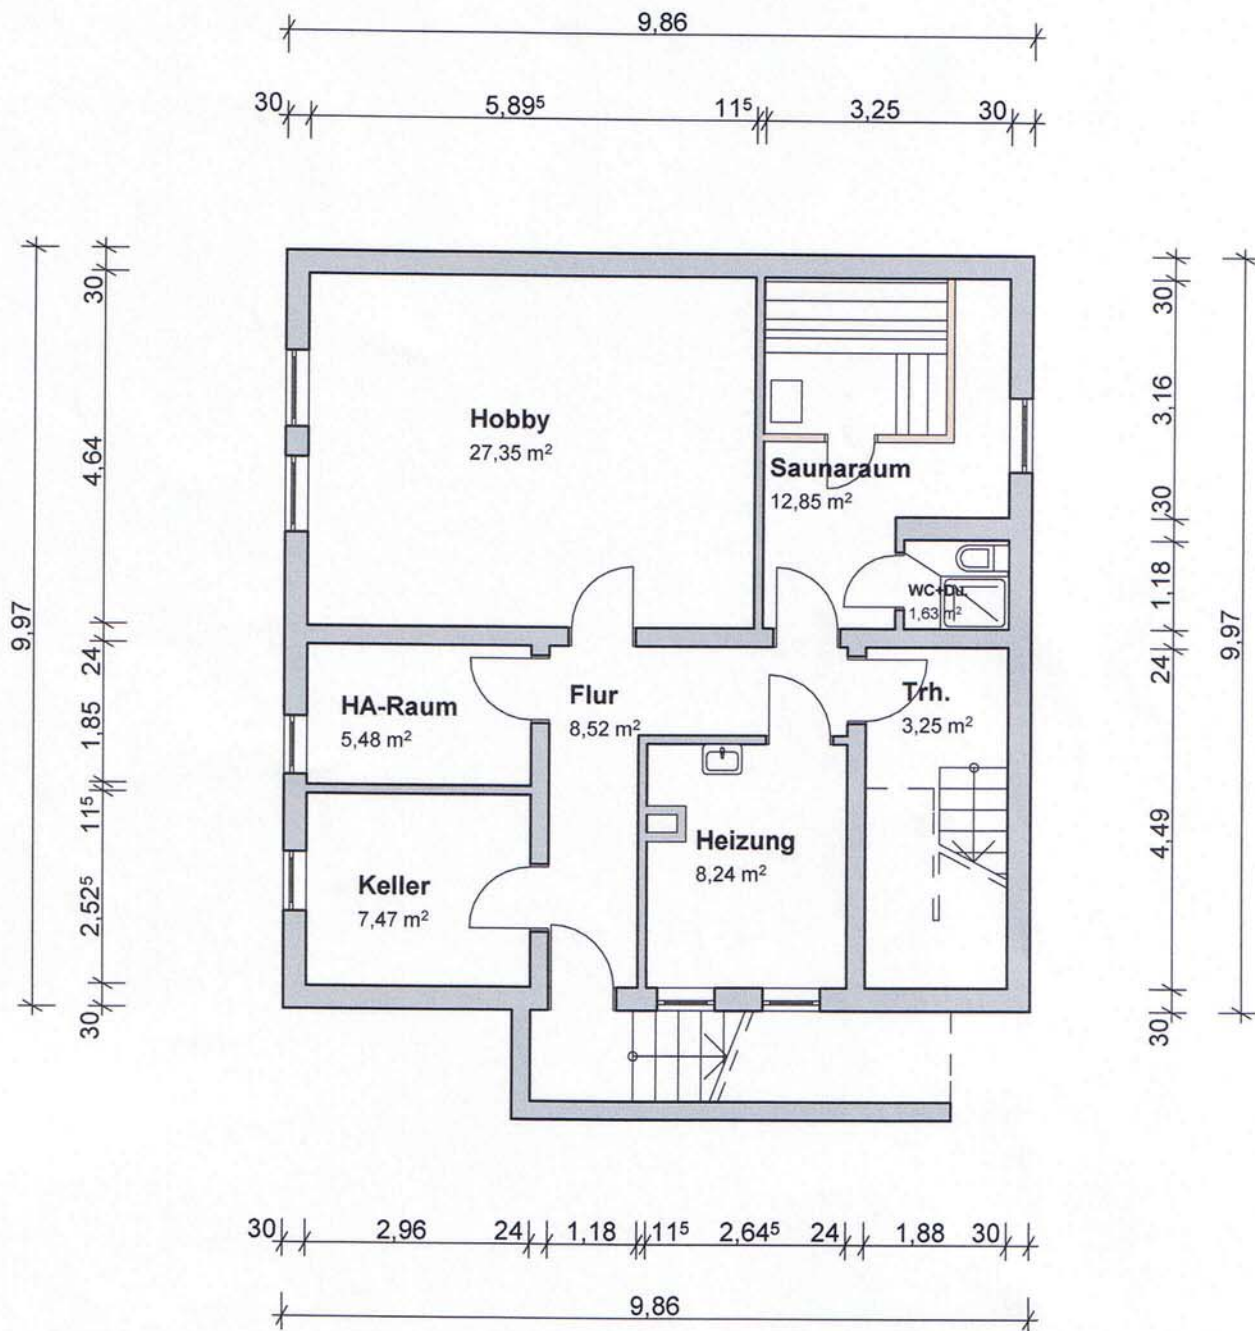 9,86
30 5,89⁵ 11⁵ 3,25 30
9,97
30
4,64
24
1,85
11⁵
2,52⁵
30
Hobby
27,35 m²
Saunaraum
12,85 m²
WC+Du.
1,63 m²
HA-Raum
5,48 m²
Flur
8,52 m²
Trh.
3,25 m²
Keller
7,47 m²
Heizung
8,24 m²
30
3,16
30
1,18
24
4,49
30
9,97
30 2,96 24 1,18 11⁵ 2,64⁵ 24 1,88 30
9,86